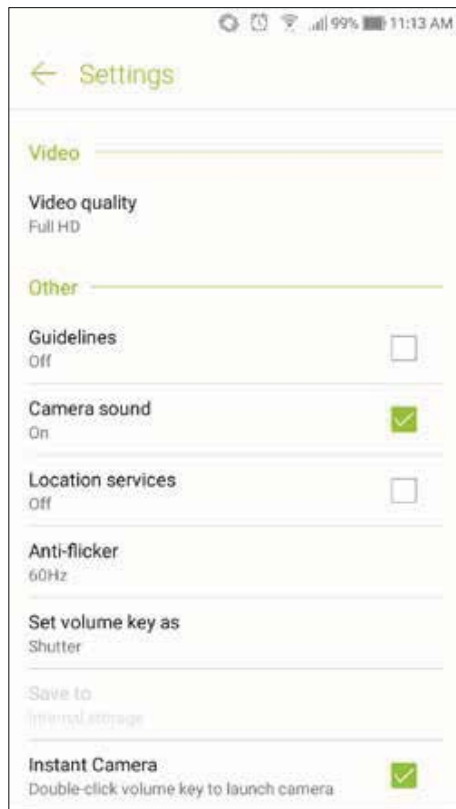 99% 11:13 AM
Settings
Video
Video quality
Full HD
Other
Guidelines
Off
Camera sound
On
Location services
Off
Anti-flicker
60Hz
Set volume key as
Shutter
Save to
Internal storage
Instant Camera
Double-click volume key to launch camera